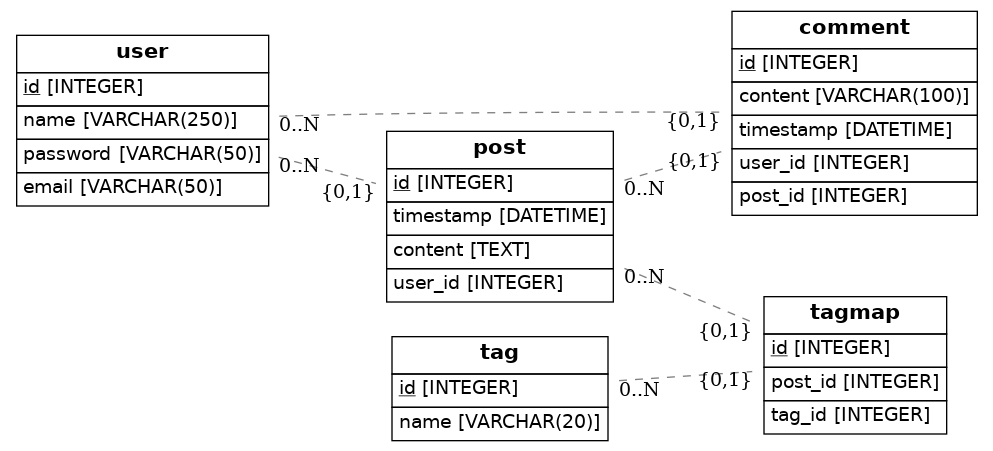 user
id [INTEGER]
name [VARCHAR(250)]
password [VARCHAR(50)]
email [VARCHAR(50)]
0..N
0..N
{0,1}
post
id [INTEGER]
timestamp [DATETIME]
content [TEXT]
user_id [INTEGER]
{0,1}
{0,1}
0..N
comment
id [INTEGER]
content [VARCHAR(100)]
timestamp [DATETIME]
user_id [INTEGER]
post_id [INTEGER]
0..N
{0,1}
tag
id [INTEGER]
name [VARCHAR(20)]
0..N
{0,1}
tagmap
id [INTEGER]
post_id [INTEGER]
tag_id [INTEGER]